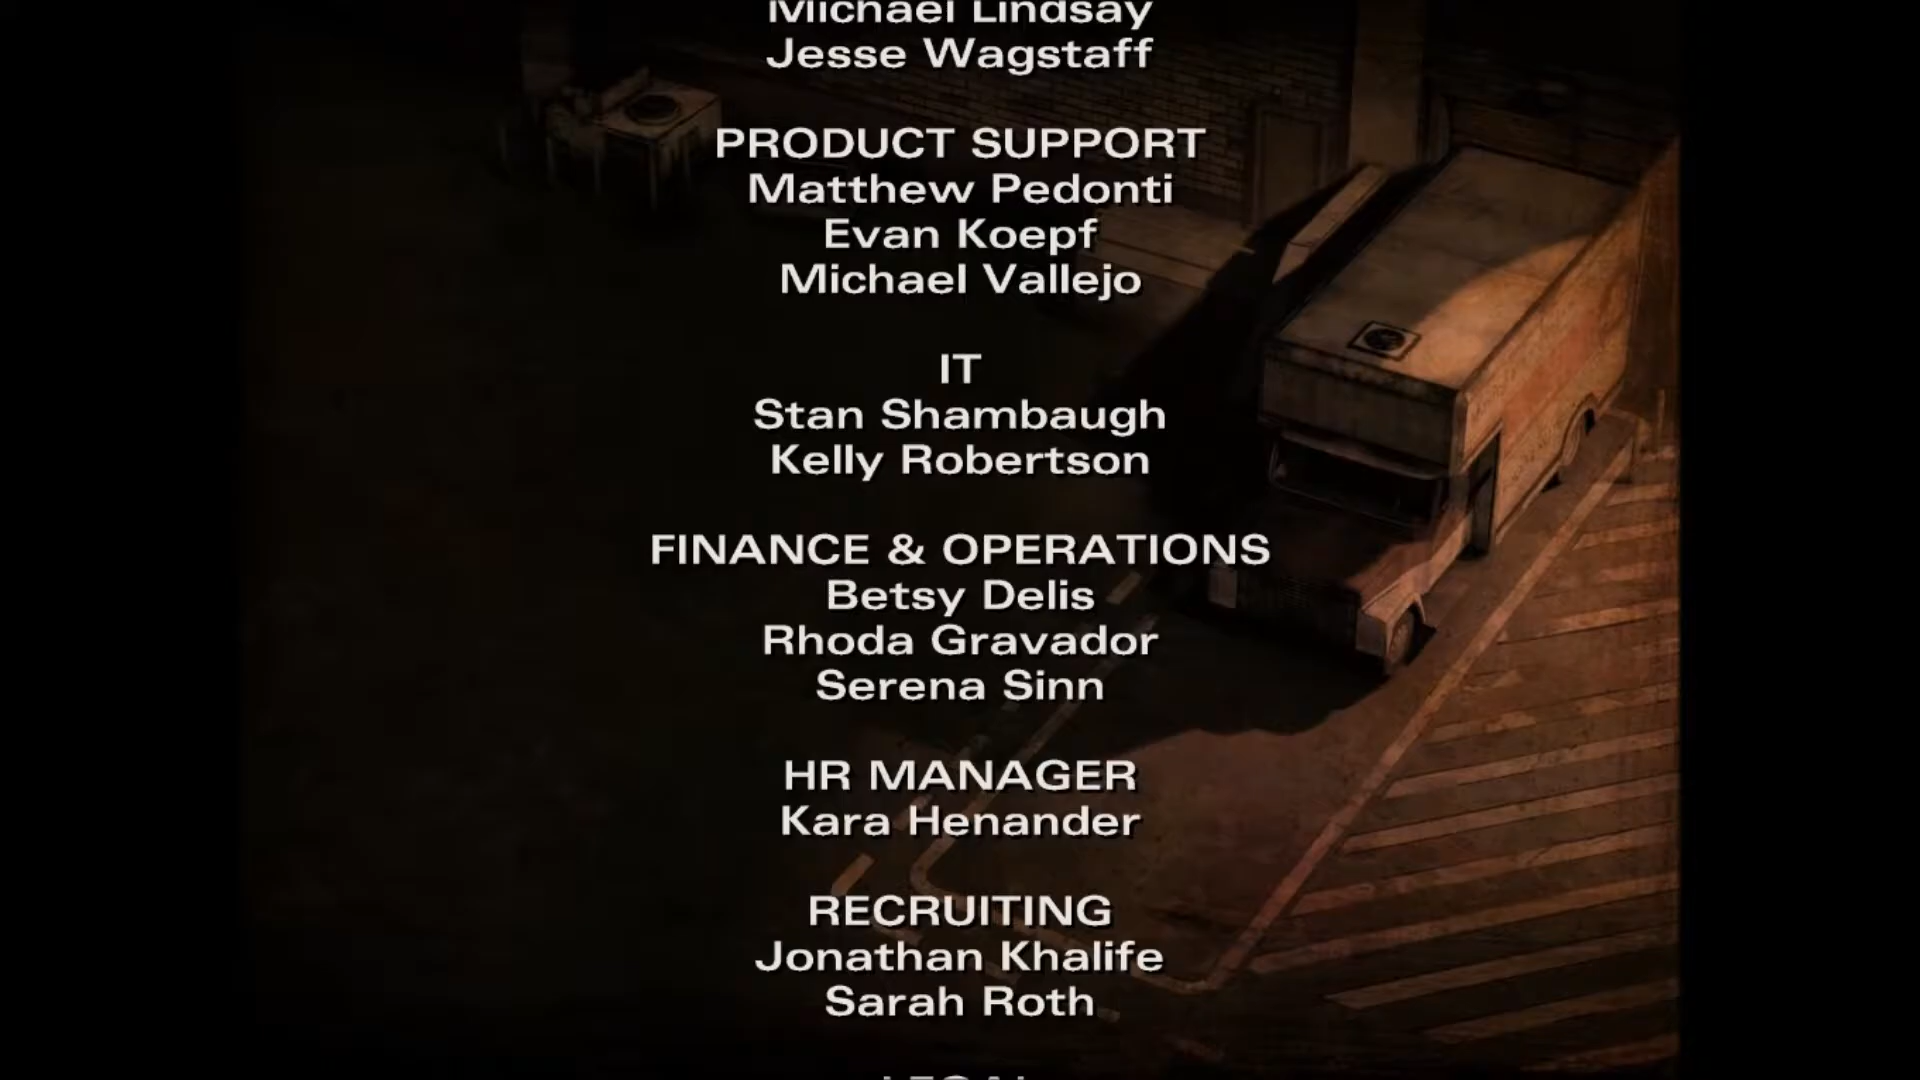 Michael Lindsay
Jesse Wagstaff
PRODUCT SUPPORT
Matthew Pedonti
Evan Koepf
Michael Vallejo
IT
Stan Shambaugh
Kelly Robertson
FINANCE & OPERATIONS
Betsy Delis
Rhoda Gravador
Serena Sinn
HR MANAGER
Kara Henander
RECRUITING
Jonathan Khalife
Sarah Roth
LEGAL